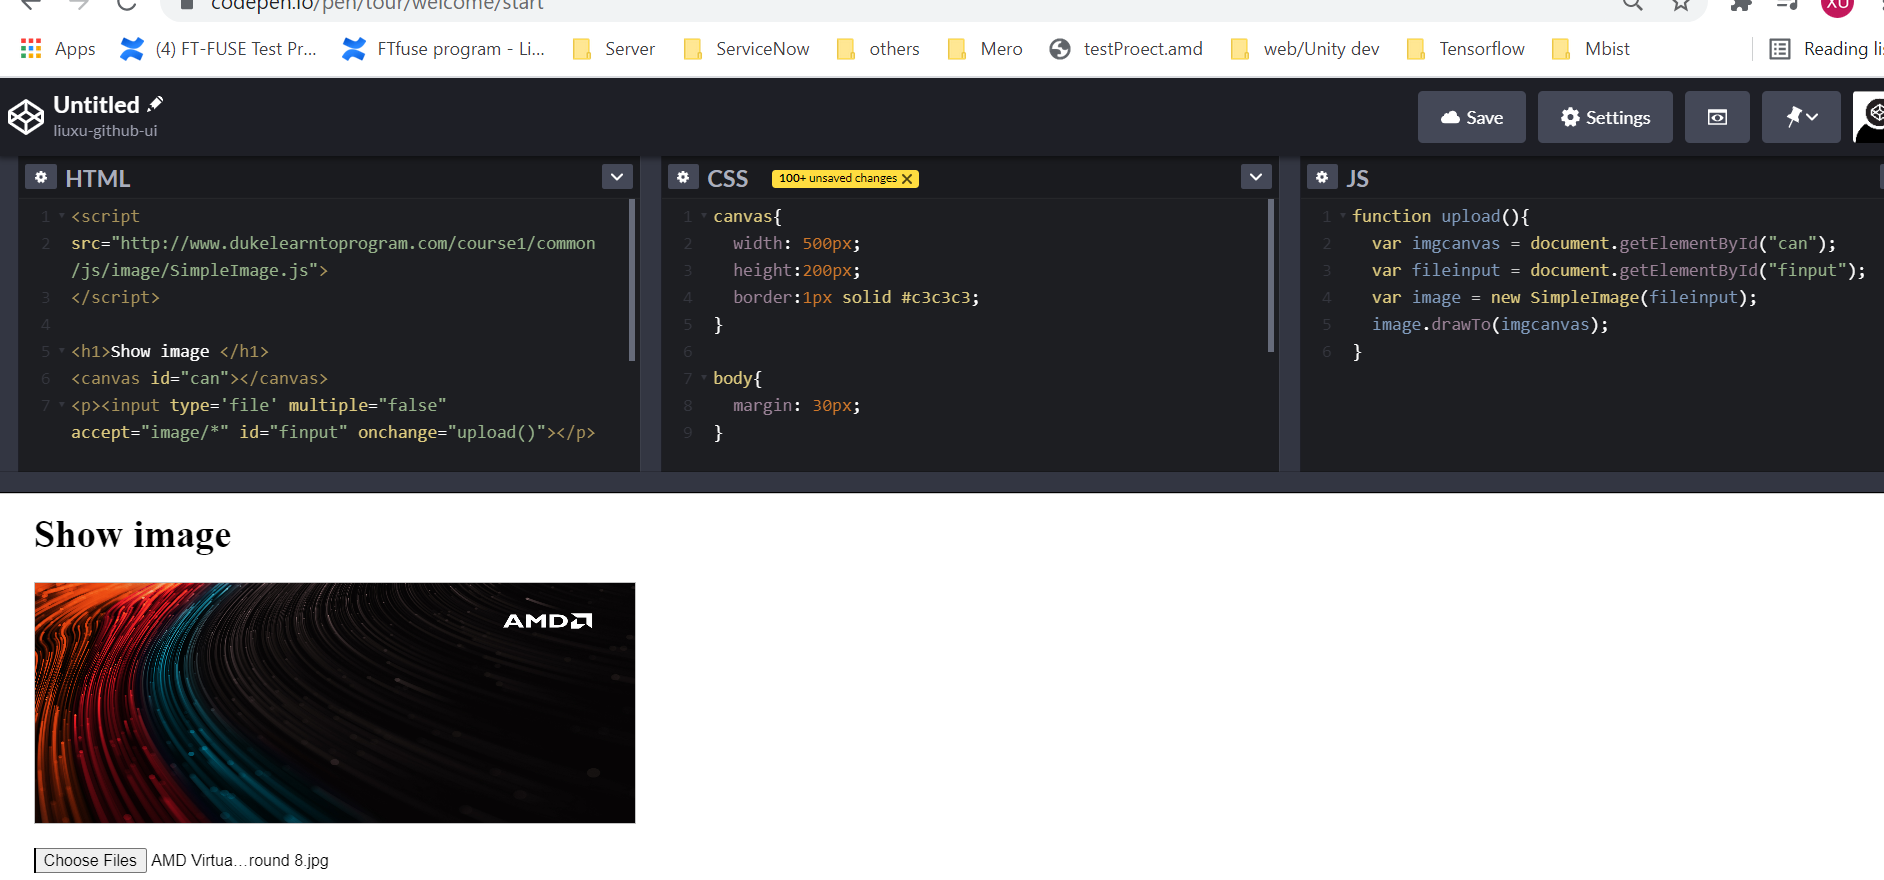 codepen.io/pen/tour/welcome/start
XU
Apps (4) FT-FUSE Test Pr... FTfuse program - Li... Server ServiceNow others Mero testProect.amd web/Unity dev Tensorflow Mbist Reading lis
Untitled
liuxu-github-ui
Save Settings
HTML
1 <script
2 src="http://www.dukelearntoprogram.com/course1/common
/js/image/SimpleImage.js">
3 </script>
4
5 <h1>Show image </h1>
6 <canvas id="can"></canvas>
7 <p><input type='file' multiple="false"
accept="image/*" id="finput" onchange="upload()"></p>
CSS 100+ unsaved changes X
1 canvas{
2 width: 500px;
3 height:200px;
4 border:1px solid #c3c3c3;
5 }
6
7 body{
8 margin: 30px;
9 }
JS
1 function upload(){
2 var imgcanvas = document.getElementById("can");
3 var fileinput = document.getElementById("finput");
4 var image = new SimpleImage(fileinput);
5 image.drawTo(imgcanvas);
6 }
Show image
AMD
Choose Files AMD Virtua...round 8.jpg